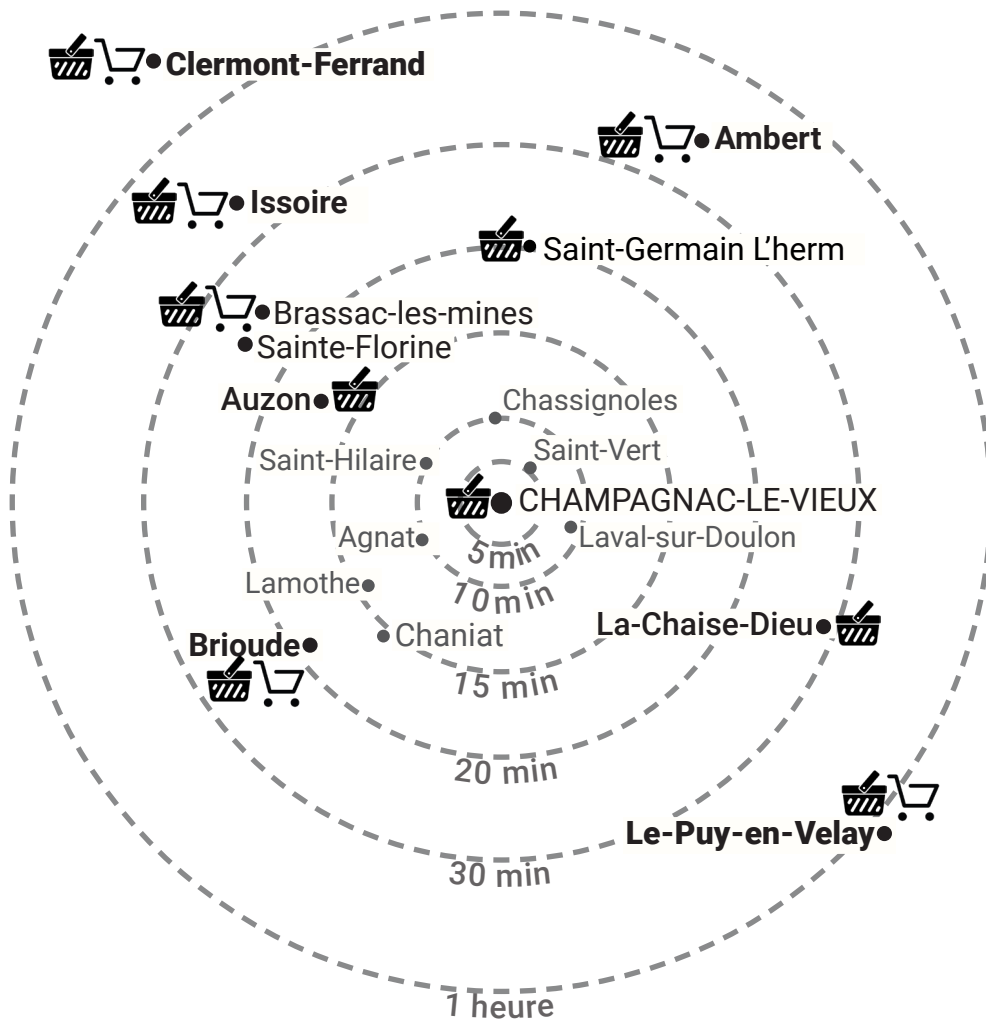 Clermont-Ferrand
Ambert
Issoire
Saint-Germain L’herm
Brassac-les-mines
Sainte-Florine
Auzon
Chassignoles
Saint-Hilaire
Saint-Vert
CHAMPAGNAC-LE-VIEUX
Agnat
Laval-sur-Doulon
5min
Lamothe
10min
La-Chaise-Dieu
Brioude
Chaniat
15 min
20 min
Le-Puy-en-Velay
30 min
1 heure